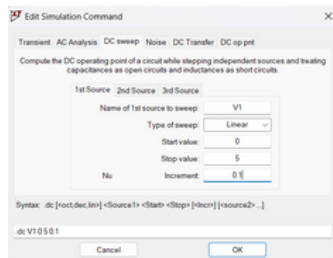 Edit Simulation Command
Transient AC Analysis DC sweep Noise DC Transfer DC op pnt
Compute the DC operating point of a circuit while stepping independent sources and treating
capacitances as open circuits and inductances as short circuits.
1st Source 2nd Source 3rd Source
Name of 1st source to sweep: V1
Type of sweep: Linear
Start value: 0
Stop value: 5
Nu Increment: 0.1
Syntax: .dc [<oct,dec,lin>] <Source1> <Start> <Stop> [<Incr>] [<source2> ...]
.dc V1 0 5 0.1
Cancel OK